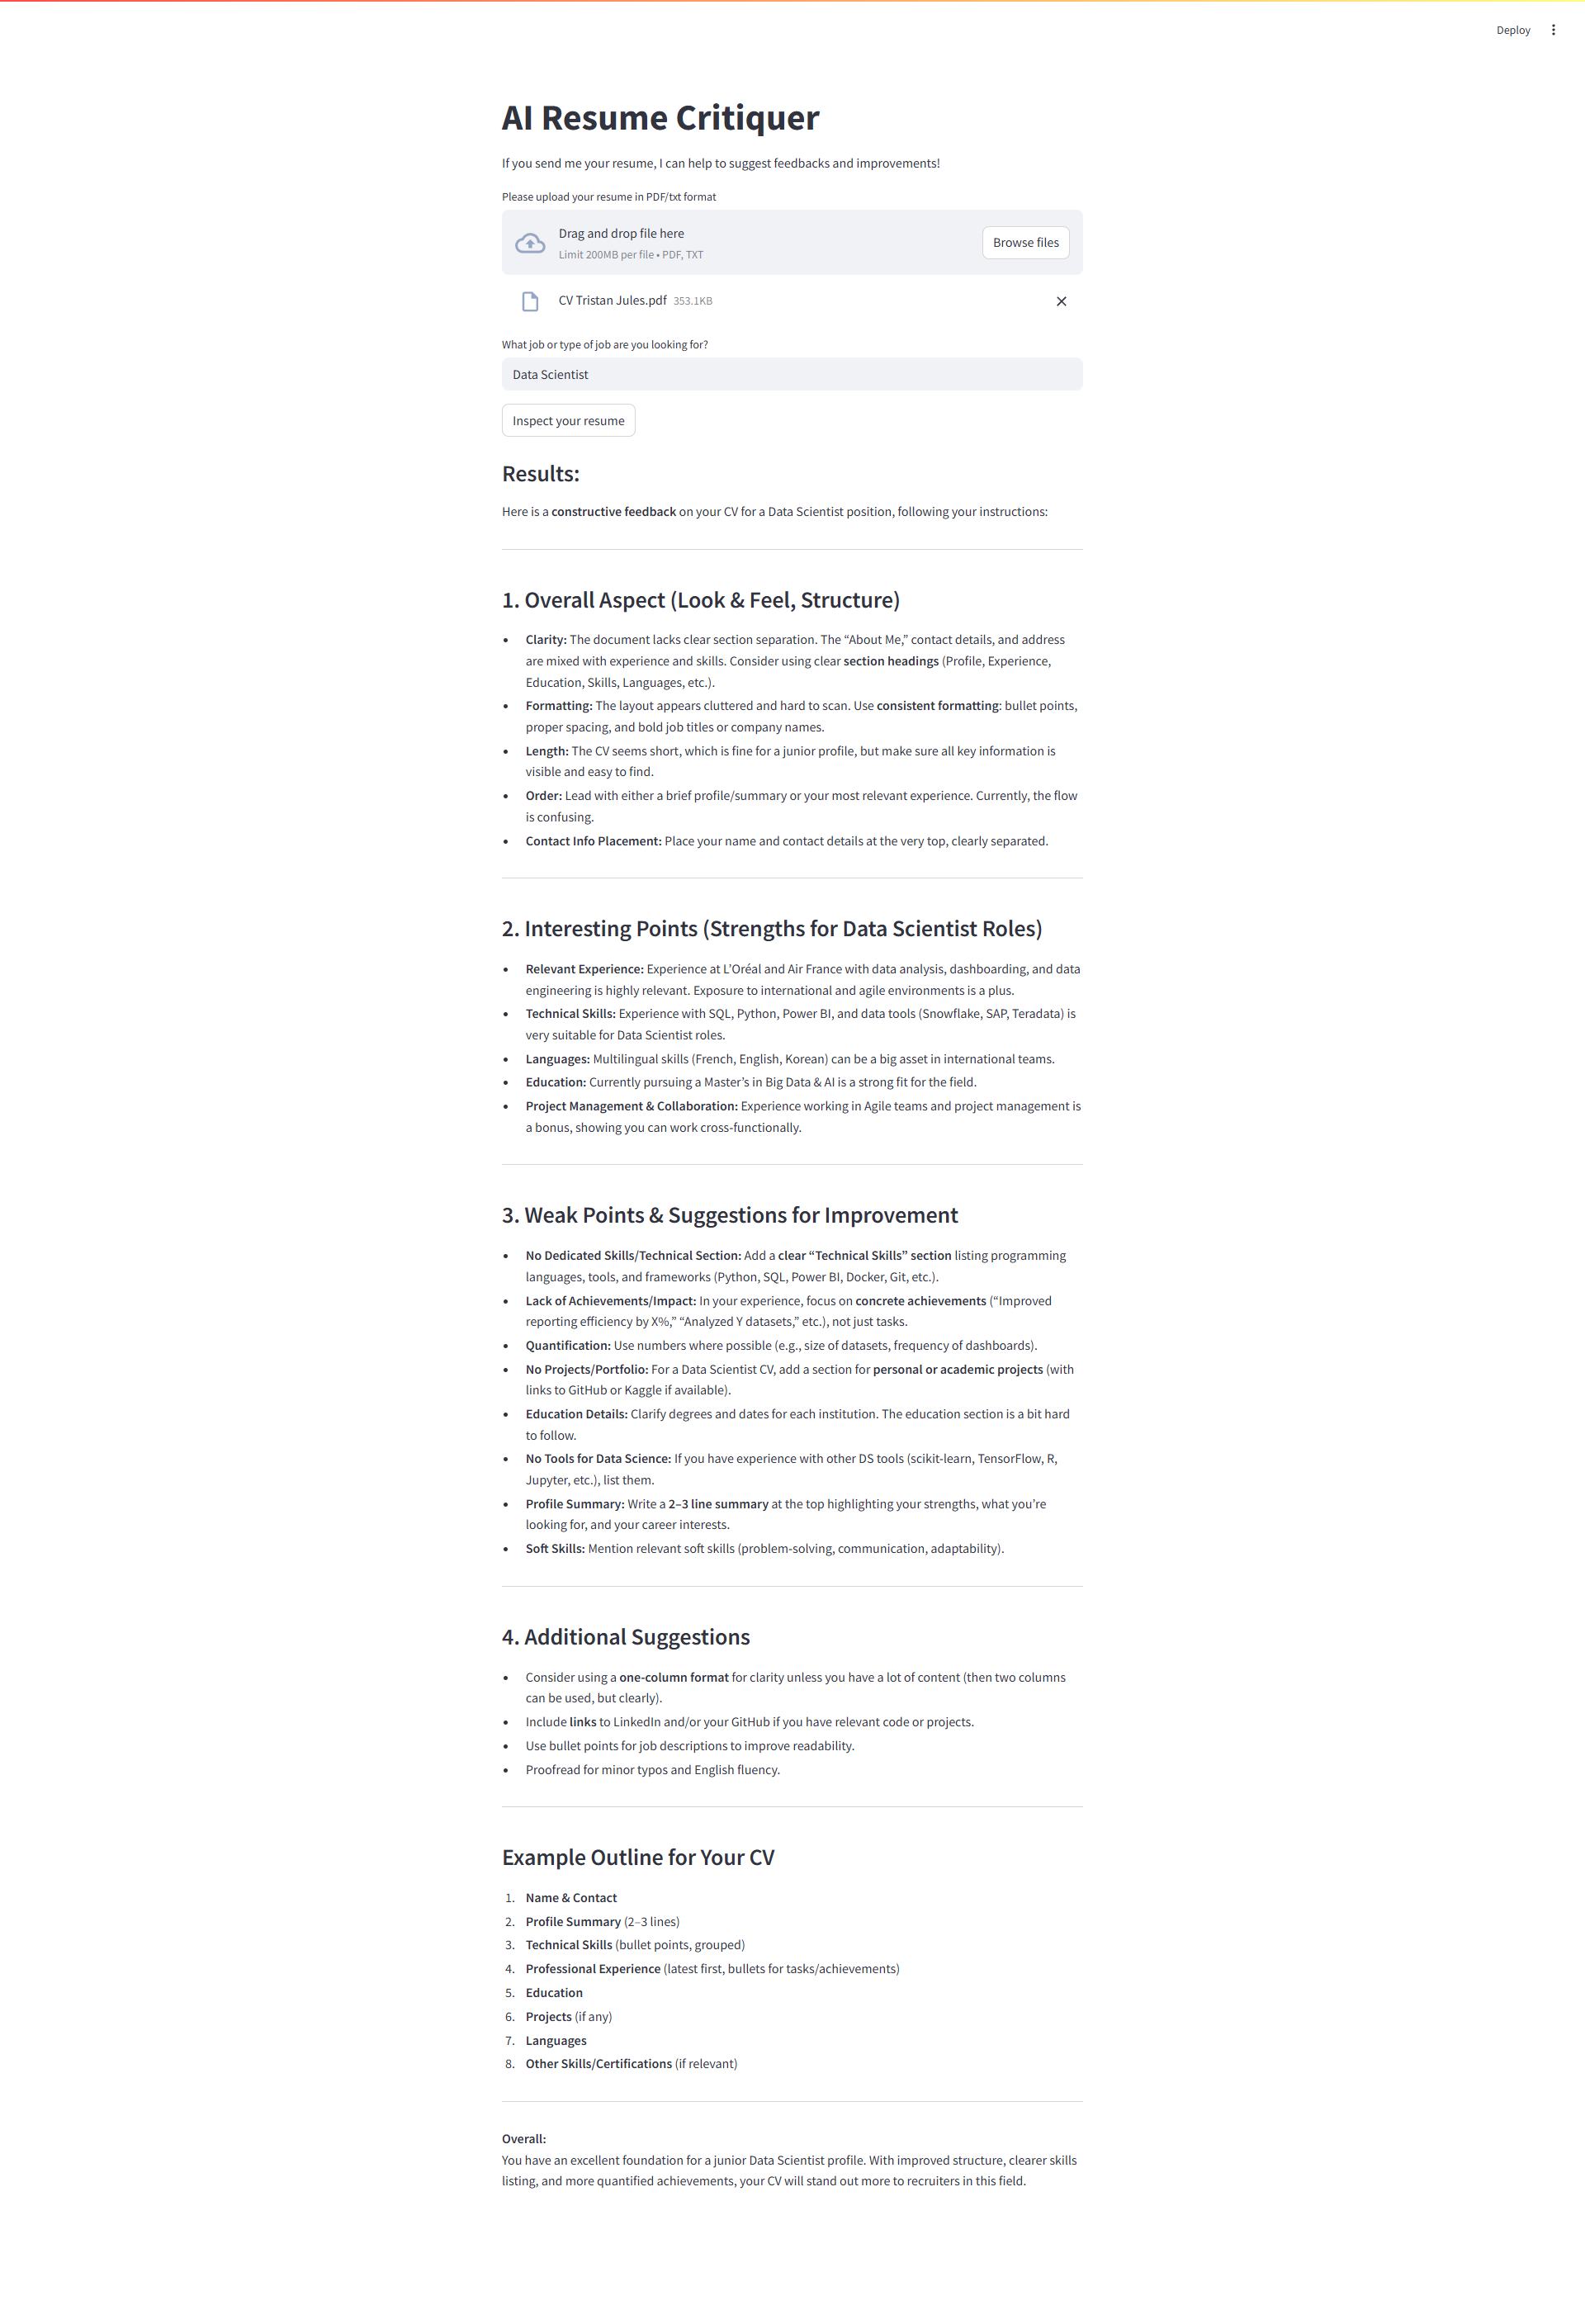 Deploy
AI Resume Critiquer
If you send me your resume, I can help to suggest feedbacks and improvements!
Please upload your resume in PDF/txt format
Drag and drop file here
Limit 200MB per file • PDF, TXT
Browse files
CV Tristan Jules.pdf 353.1KB
What job or type of job are you looking for?
Data Scientist
Inspect your resume
Results:
Here is a constructive feedback on your CV for a Data Scientist position, following your instructions:
1. Overall Aspect (Look & Feel, Structure)
• Clarity: The document lacks clear section separation. The “About Me,” contact details, and address
are mixed with experience and skills. Consider using clear section headings (Profile, Experience,
Education, Skills, Languages, etc.).
• Formatting: The layout appears cluttered and hard to scan. Use consistent formatting: bullet points,
proper spacing, and bold job titles or company names.
• Length: The CV seems short, which is fine for a junior profile, but make sure all key information is
visible and easy to find.
• Order: Lead with either a brief profile/summary or your most relevant experience. Currently, the flow
is confusing.
• Contact Info Placement: Place your name and contact details at the very top, clearly separated.
2. Interesting Points (Strengths for Data Scientist Roles)
• Relevant Experience: Experience at L’Oréal and Air France with data analysis, dashboarding, and data
engineering is highly relevant. Exposure to international and agile environments is a plus.
• Technical Skills: Experience with SQL, Python, Power BI, and data tools (Snowflake, SAP, Teradata) is
very suitable for Data Scientist roles.
• Languages: Multilingual skills (French, English, Korean) can be a big asset in international teams.
• Education: Currently pursuing a Master’s in Big Data & AI is a strong fit for the field.
• Project Management & Collaboration: Experience working in Agile teams and project management is
a bonus, showing you can work cross-functionally.
3. Weak Points & Suggestions for Improvement
• No Dedicated Skills/Technical Section: Add a clear “Technical Skills” section listing programming
languages, tools, and frameworks (Python, SQL, Power BI, Docker, Git, etc.).
• Lack of Achievements/Impact: In your experience, focus on concrete achievements (“Improved
reporting efficiency by X%,” “Analyzed Y datasets,” etc.), not just tasks.
• Quantification: Use numbers where possible (e.g., size of datasets, frequency of dashboards).
• No Projects/Portfolio: For a Data Scientist CV, add a section for personal or academic projects (with
links to GitHub or Kaggle if available).
• Education Details: Clarify degrees and dates for each institution. The education section is a bit hard
to follow.
• No Tools for Data Science: If you have experience with other DS tools (scikit-learn, TensorFlow, R,
Jupyter, etc.), list them.
• Profile Summary: Write a 2–3 line summary at the top highlighting your strengths, what you’re
looking for, and your career interests.
• Soft Skills: Mention relevant soft skills (problem-solving, communication, adaptability).
4. Additional Suggestions
• Consider using a one-column format for clarity unless you have a lot of content (then two columns
can be used, but clearly).
• Include links to LinkedIn and/or your GitHub if you have relevant code or projects.
• Use bullet points for job descriptions to improve readability.
• Proofread for minor typos and English fluency.
Example Outline for Your CV
1. Name & Contact
2. Profile Summary (2–3 lines)
3. Technical Skills (bullet points, grouped)
4. Professional Experience (latest first, bullets for tasks/achievements)
5. Education
6. Projects (if any)
7. Languages
8. Other Skills/Certifications (if relevant)
Overall:
You have an excellent foundation for a junior Data Scientist profile. With improved structure, clearer skills
listing, and more quantified achievements, your CV will stand out more to recruiters in this field.